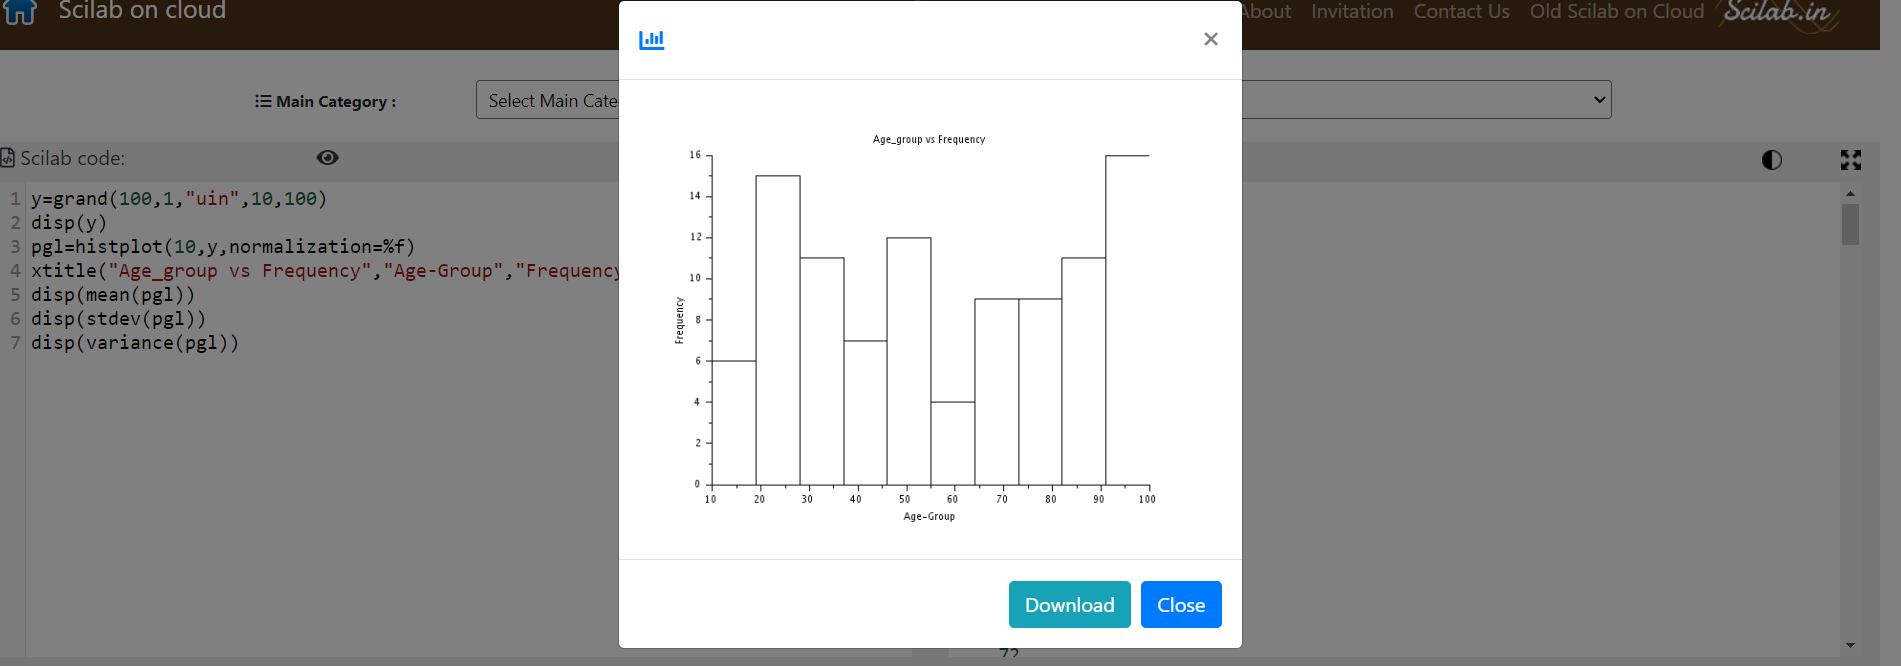 Scilab on cloud
About Invitation Contact Us Old Scilab on Cloud Scilab.in
Main Category :
Select Main Cate
Scilab code:
1 y=grand(100,1,"uin",10,100)
2 disp(y)
3 pgl=histplot(10,y,normalization=%f)
4 xtitle("Age_group vs Frequency","Age-Group","Frequency
5 disp(mean(pgl))
6 disp(stdev(pgl))
7 disp(variance(pgl))
×
Age_group vs Frequency
16
14
12
10
8
6
4
2
0
Frequency
10 20 30 40 50 60 70 80 90 100
Age-Group
Download Close
72